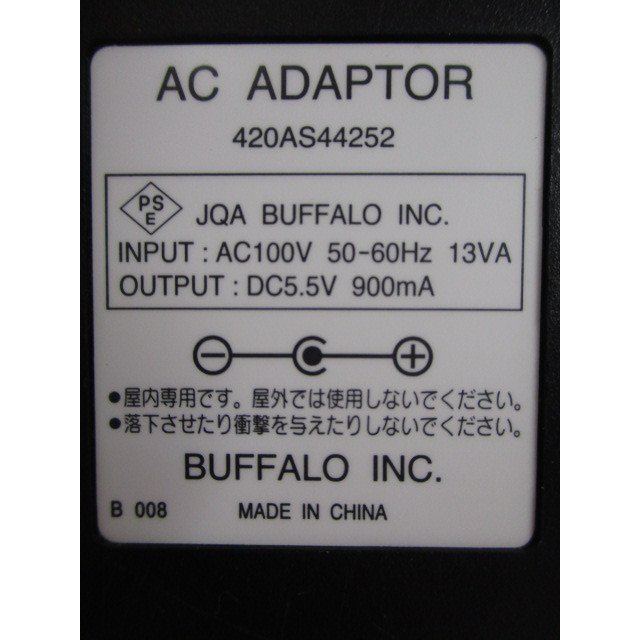 AC ADAPTOR
420AS44252
PS
E
JQA BUFFALO INC.
INPUT : AC100V 50-60Hz 13VA
OUTPUT : DC5.5V 900mA
●屋内専用です。屋外では使用しないでください。
●落下させたり衝撃を与えたりしないでください。
BUFFALO INC.
B 008 MADE IN CHINA